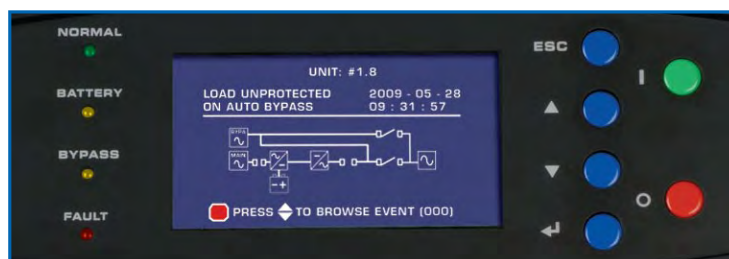 NORMAL
BATTERY
BYPASS
FAULT
UNIT: #1.8
LOAD UNPROTECTED 2009 - 05 - 28
ON AUTO BYPASS 09 : 31 : 57
BYPA
MAIN
PRESS TO BROWSE EVENT (000)
ESC
I
O